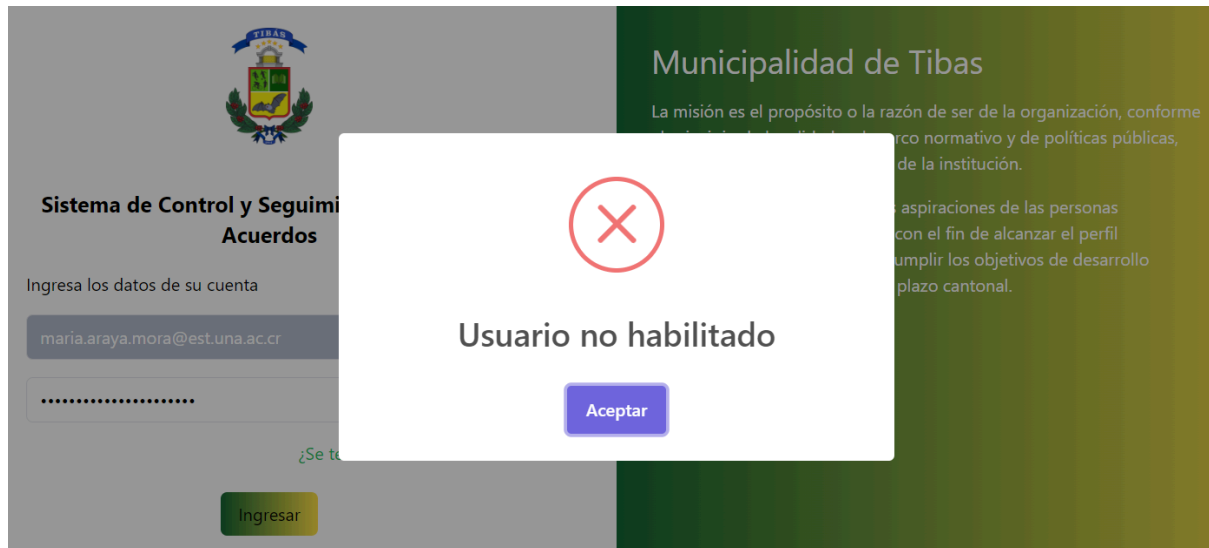 TIBÁS
Sistema de Control y Seguimi
Acuerdos
Ingresa los datos de su cuenta
maria.araya.mora@est.una.ac.cr
••••••••••••••••••••••
¿Se te
Ingresar
Municipalidad de Tibas
La misión es el propósito o la razón de ser de la organización, conforme
rco normativo y de políticas públicas,
de la institución.
aspiraciones de las personas
con el fin de alcanzar el perfil
umplir los objetivos de desarrollo
plazo cantonal.
Usuario no habilitado
Aceptar